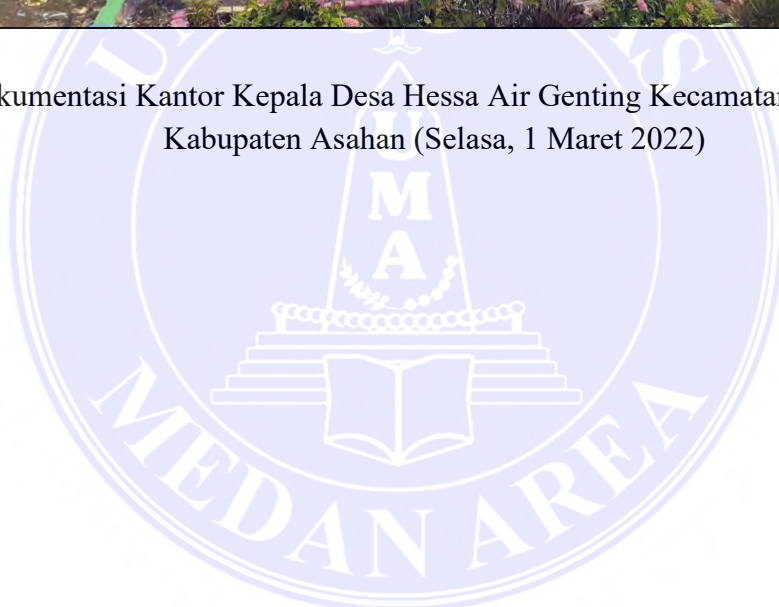 kumentasi Kantor Kepala Desa Hessa Air Genting Kecamatan
Kabupaten Asahan (Selasa, 1 Maret 2022)
U
M
A
MEDAN AREA